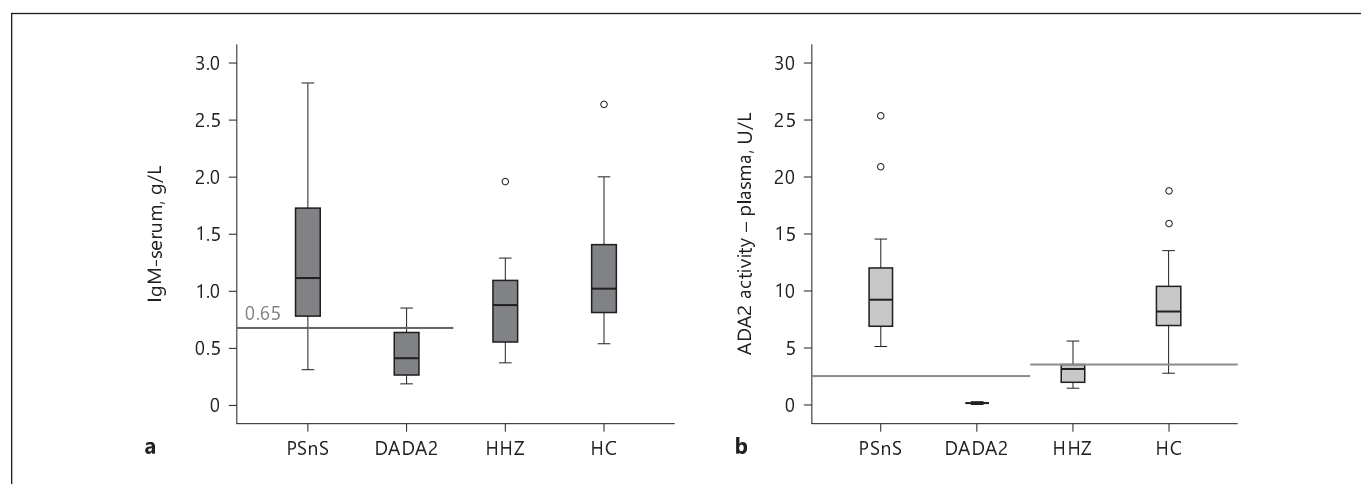 IgM-serum, g/L
3.0
2.5
2.0
1.5
1.0
0.5
0
0.65
PSnS DADA2 HHZ HC
a
ADA2 activity – plasma, U/L
30
25
20
15
10
5
0
PSnS DADA2 HHZ HC
b